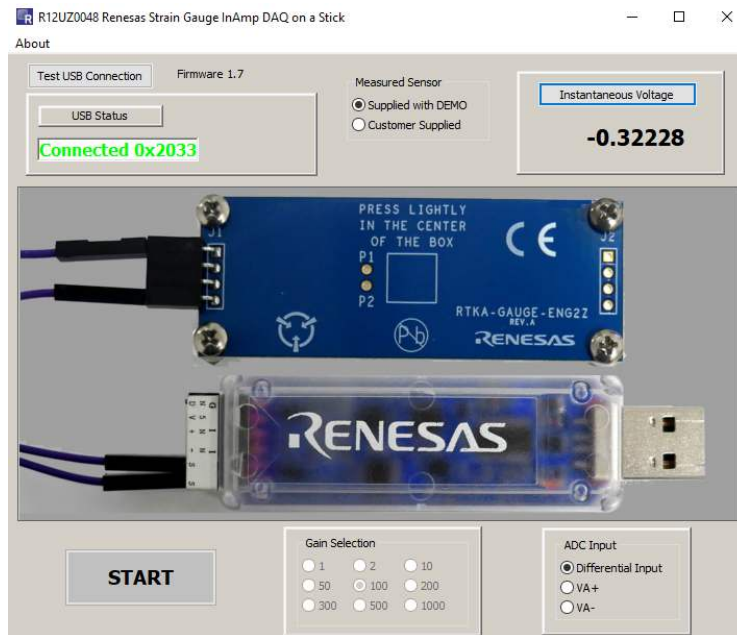 R12UZ0048 Renesas Strain Gauge InAmp DAQ on a Stick
About
Test USB Connection
Firmware 1.7
USB Status
Connected 0x2033
Measured Sensor
Supplied with DEMO
Customer Supplied
Instantaneous Voltage
-0.32228
PRESS LIGHTLY
IN THE CENTER
OF THE BOX
J1
P1
P2
CE
J2
RTKA-GAUGE-ENG2Z
REV.A
Pb
RENESAS
RENESAS
START
Gain Selection
1 2 10
50 100 200
300 500 1000
ADC Input
Differential Input
VA+
VA-